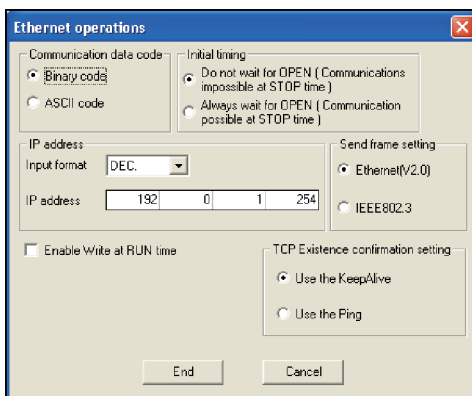 Ethernet operations
Communication data code
Binary code
ASCII code
Initial timing
Do not wait for OPEN ( Communications
impossible at STOP time )
Always wait for OPEN ( Communication
possible at STOP time )
IP address
Input format DEC.
IP address 192 0 1 254
Send frame setting
Ethernet(V2.0)
IEEE802.3
Enable Write at RUN time
TCP Existence confirmation setting
Use the KeepAlive
Use the Ping
End Cancel